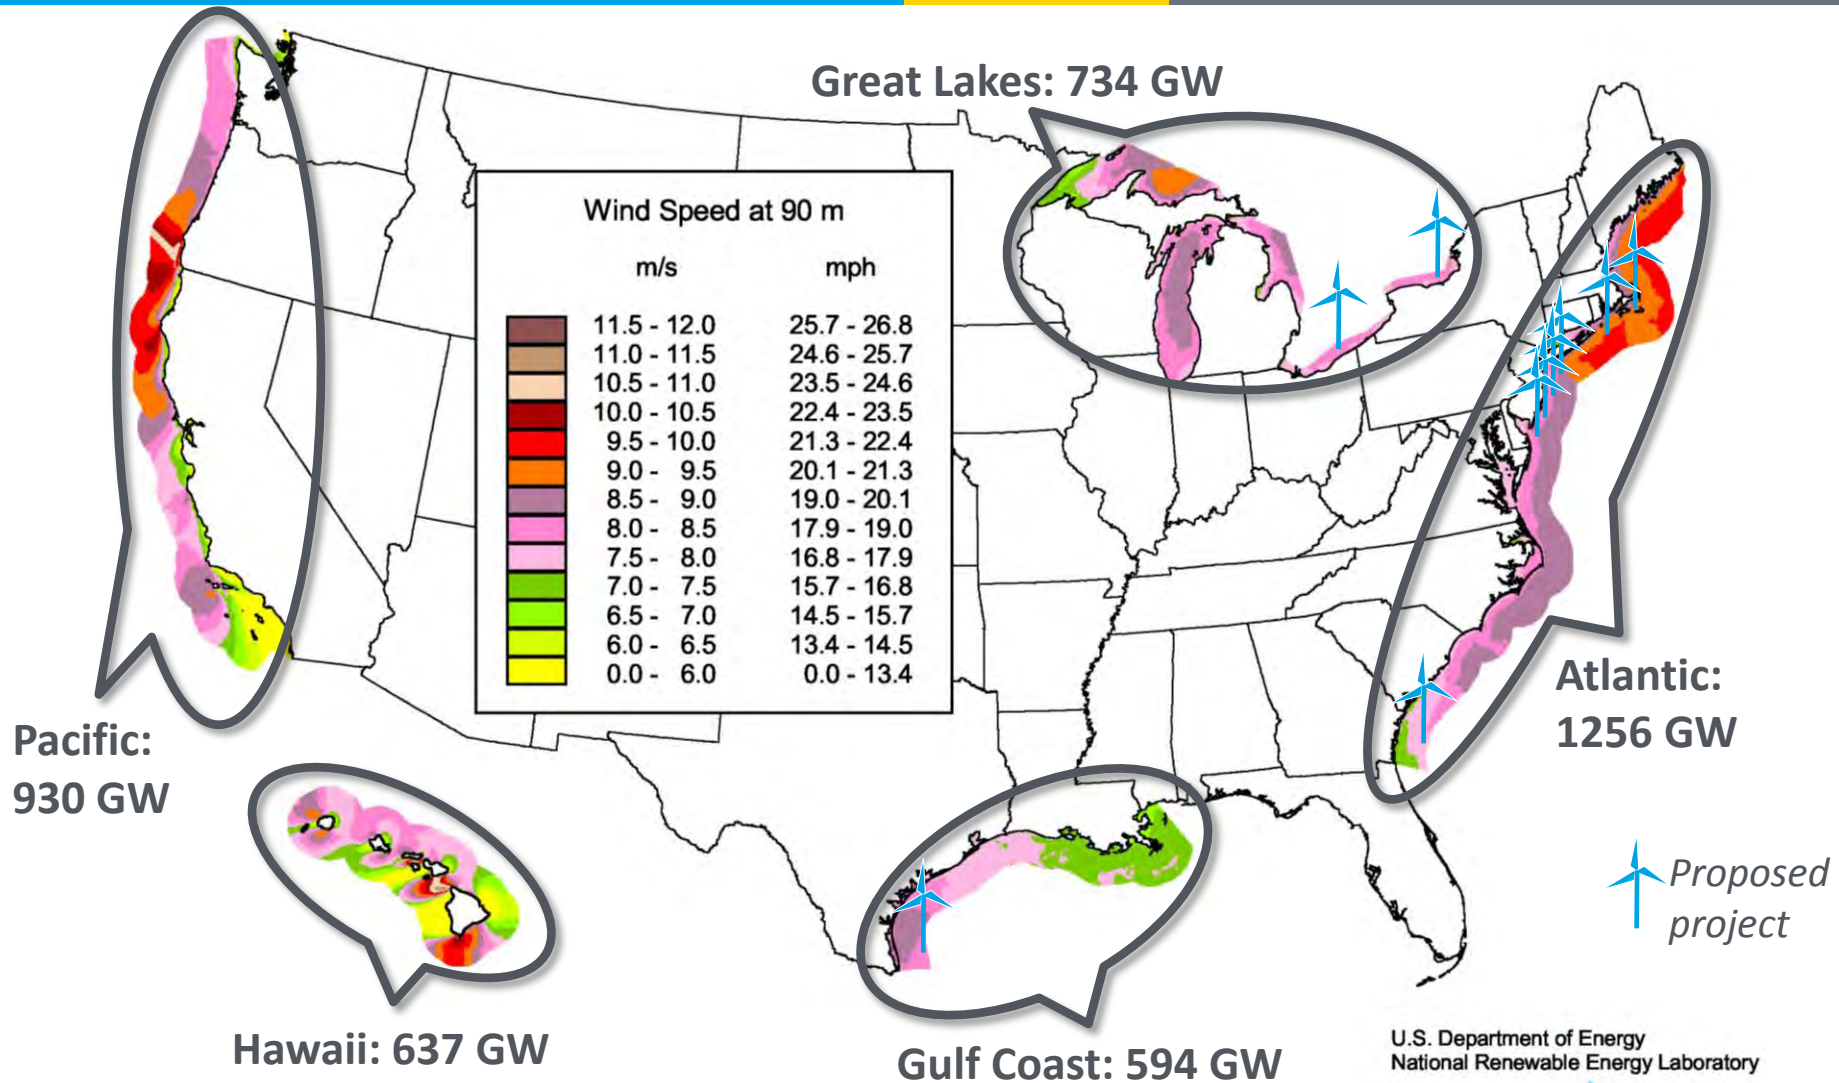 Great Lakes: 734 GW
Wind Speed at 90 m
m/s mph
11.5 - 12.0 25.7 - 26.8
11.0 - 11.5 24.6 - 25.7
10.5 - 11.0 23.5 - 24.6
10.0 - 10.5 22.4 - 23.5
9.5 - 10.0 21.3 - 22.4
9.0 - 9.5 20.1 - 21.3
8.5 - 9.0 19.0 - 20.1
8.0 - 8.5 17.9 - 19.0
7.5 - 8.0 16.8 - 17.9
7.0 - 7.5 15.7 - 16.8
6.5 - 7.0 14.5 - 15.7
6.0 - 6.5 13.4 - 14.5
0.0 - 6.0 0.0 - 13.4
Atlantic:
1256 GW
Pacific:
930 GW
Proposed
project
Hawaii: 637 GW
Gulf Coast: 594 GW
U.S. Department of Energy
National Renewable Energy Laboratory